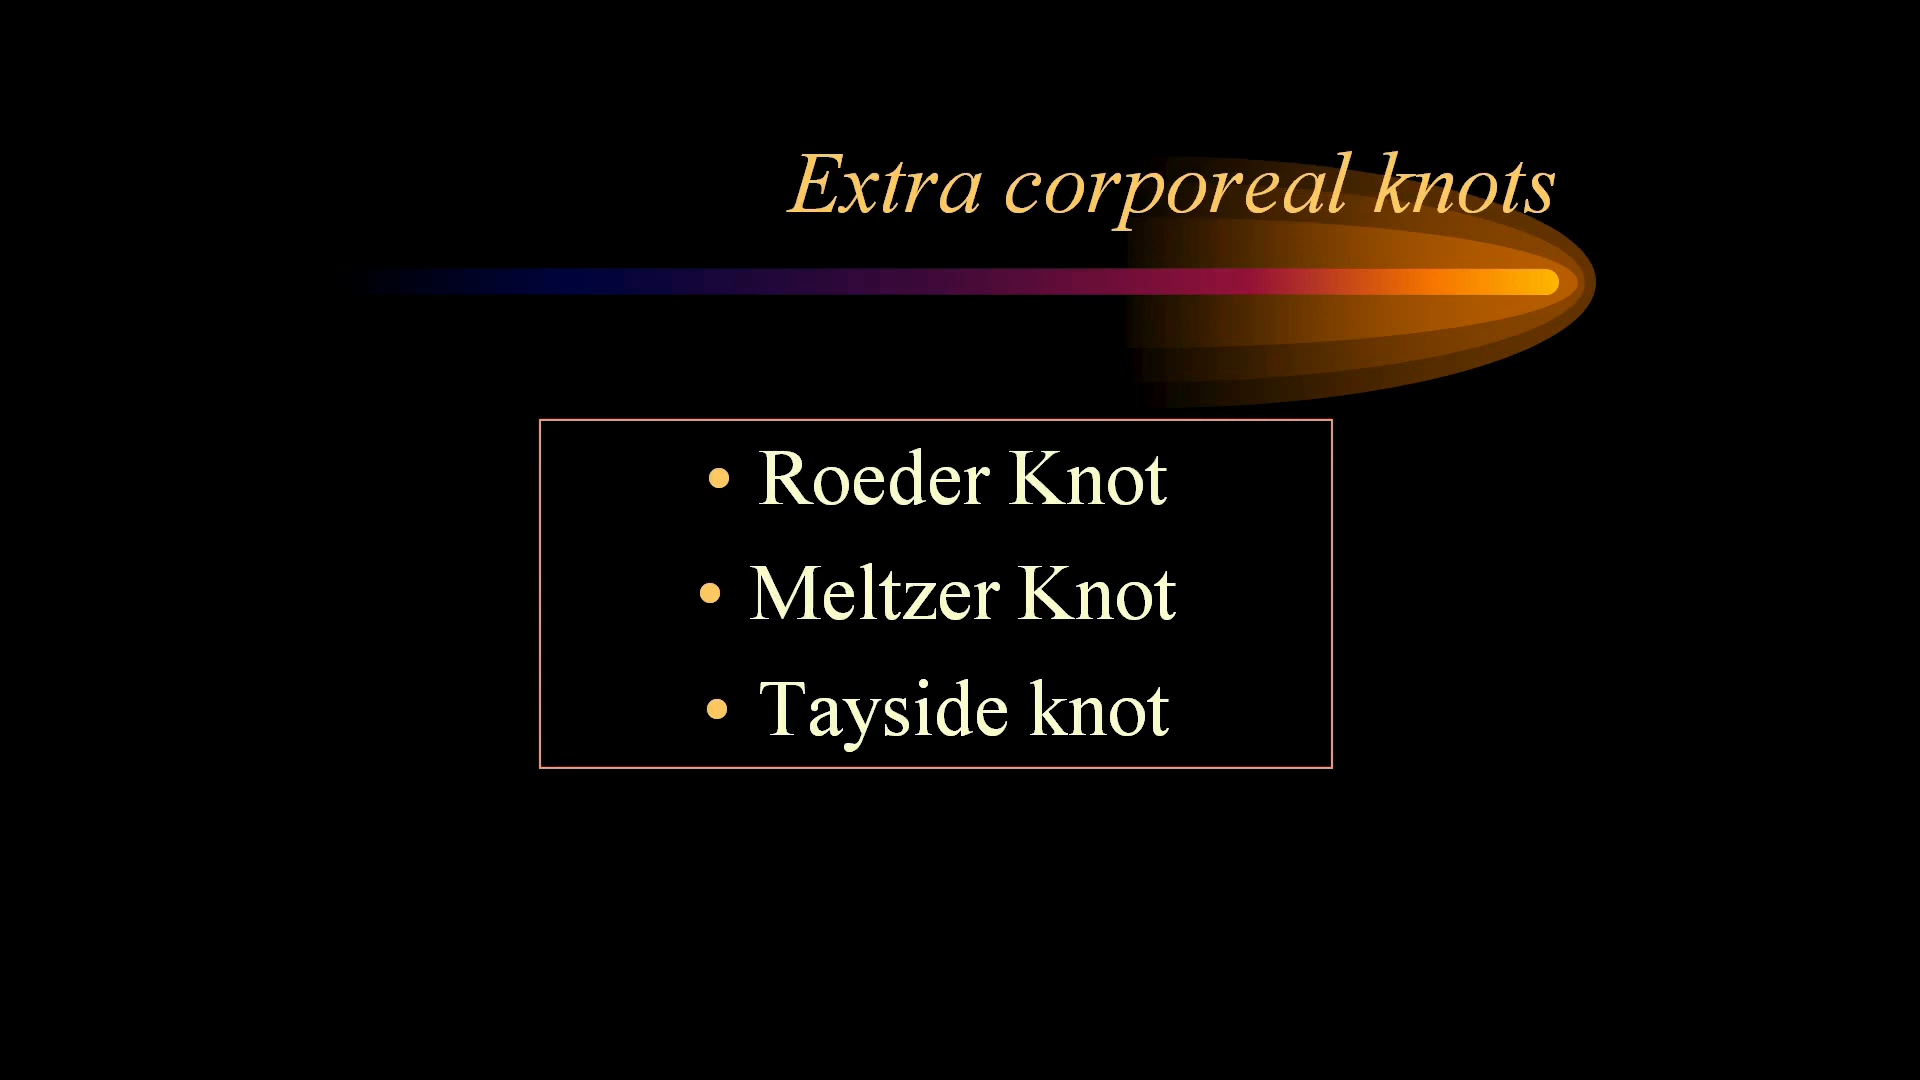 Extra corporeal knots
• Roeder Knot
• Meltzer Knot
• Tayside knot